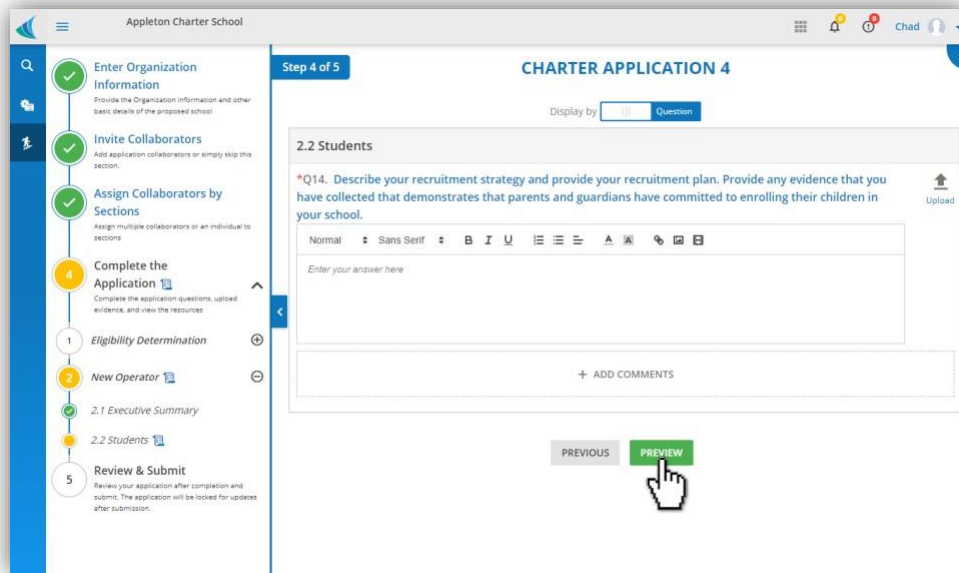 Appleton Charter School
Chad
Enter Organization
Information
Provide the Organization information and other
basic details of the proposed school
Invite Collaborators
Add application collaborators or simply skip this
section.
Assign Collaborators by
Sections
Assign multiple collaborators or an individual to
sections
4
Complete the
Application
Complete the application questions, upload
evidence, and view the resources
1
Eligibility Determination
2
New Operator
2.1 Executive Summary
2.2 Students
5
Review & Submit
Review your application after completion and
submit. The application will be locked for updates
after submission.
Step 4 of 5
CHARTER APPLICATION 4
Display by
Question
2.2 Students
*Q14. Describe your recruitment strategy and provide your recruitment plan. Provide any evidence that you
have collected that demonstrates that parents and guardians have committed to enrolling their children in
your school.
Upload
Normal Sans Serif B I U A A
Enter your answer here
+ ADD COMMENTS
PREVIOUS PREVIEW